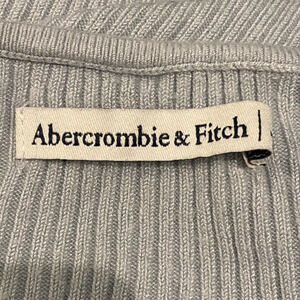 Abercrombie & Fitch |